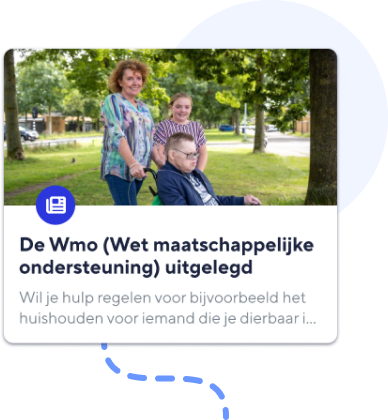 De Wmo (Wet maatschappelijke
ondersteuning) uitgelegd
Wil je hulp regelen voor bijvoorbeeld het
huishouden voor iemand die je dierbaar i...